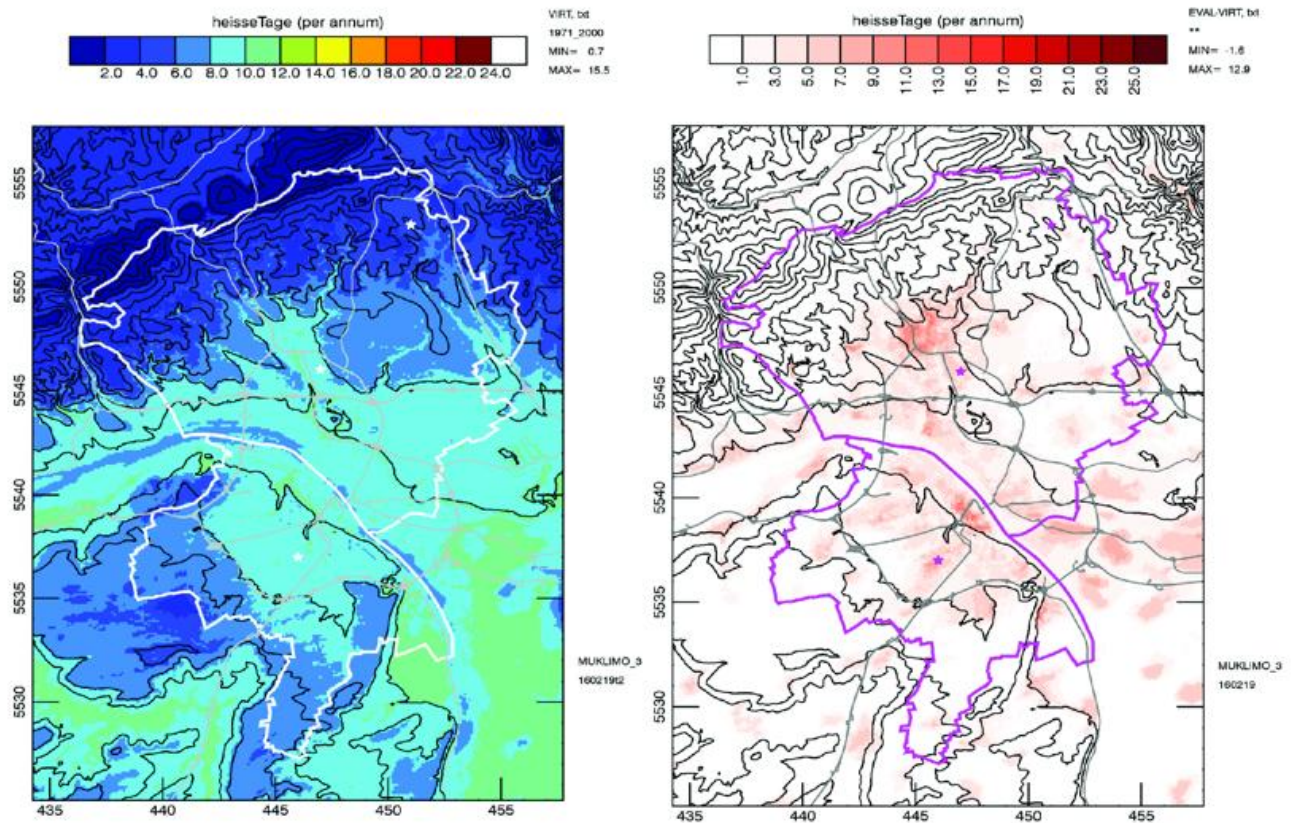 heisseTage (per annum)
VIRT, txt
1971_2000
MIN= 0.7
MAX= 15.5
2.0 4.0 6.0 8.0 10.0 12.0 14.0 16.0 18.0 20.0 22.0 24.0
5555
5550
5545
5540
5535
5530
435 440 445 450 455
MUKLIMO_3
160219t2
heisseTage (per annum)
EVAL-VIRT, txt
**
MIN= -1.6
MAX= 12.9
1.0 3.0 5.0 7.0 9.0 11.0 13.0 15.0 17.0 19.0 21.0 23.0 25.0
5555
5550
5545
5540
5535
5530
435 440 445 450 455
MUKLIMO_3
160219